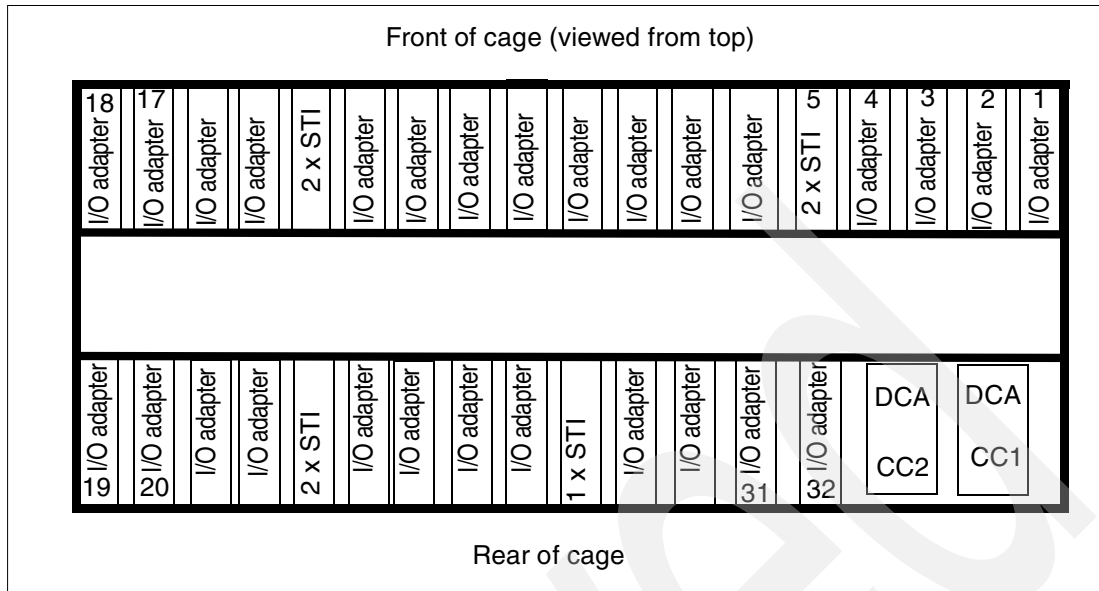 Front of cage (viewed from top)
18 I/O adapter
17 I/O adapter
I/O adapter
I/O adapter
2 x STI
I/O adapter
I/O adapter
I/O adapter
I/O adapter
I/O adapter
I/O adapter
I/O adapter
I/O adapter
5 2 x STI
4 I/O adapter
3 I/O adapter
2 I/O adapter
1 I/O adapter
I/O adapter 19
I/O adapter 20
I/O adapter
I/O adapter
2 x STI
I/O adapter
I/O adapter
I/O adapter
I/O adapter
1 x STI
I/O adapter
I/O adapter
I/O adapter 31
I/O adapter 32
DCA
CC2
DCA
CC1
Rear of cage